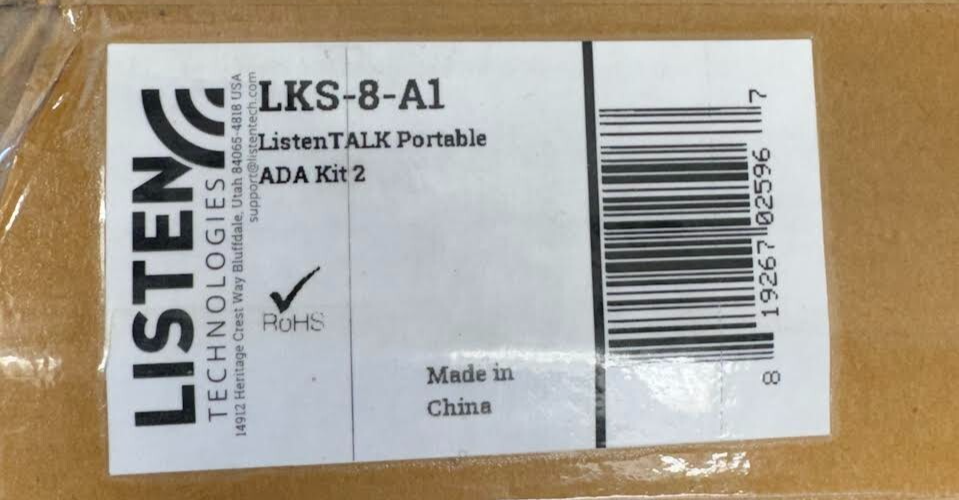 LISTEN
TECHNOLOGIES
14912 Heritage Crest Way Bluffdale, Utah 84065-4818 USA
support@listentech.com
LKS-8-A1
ListenTALK Portable
ADA Kit 2
RoHS
Made in
China
8 19267 02596 7